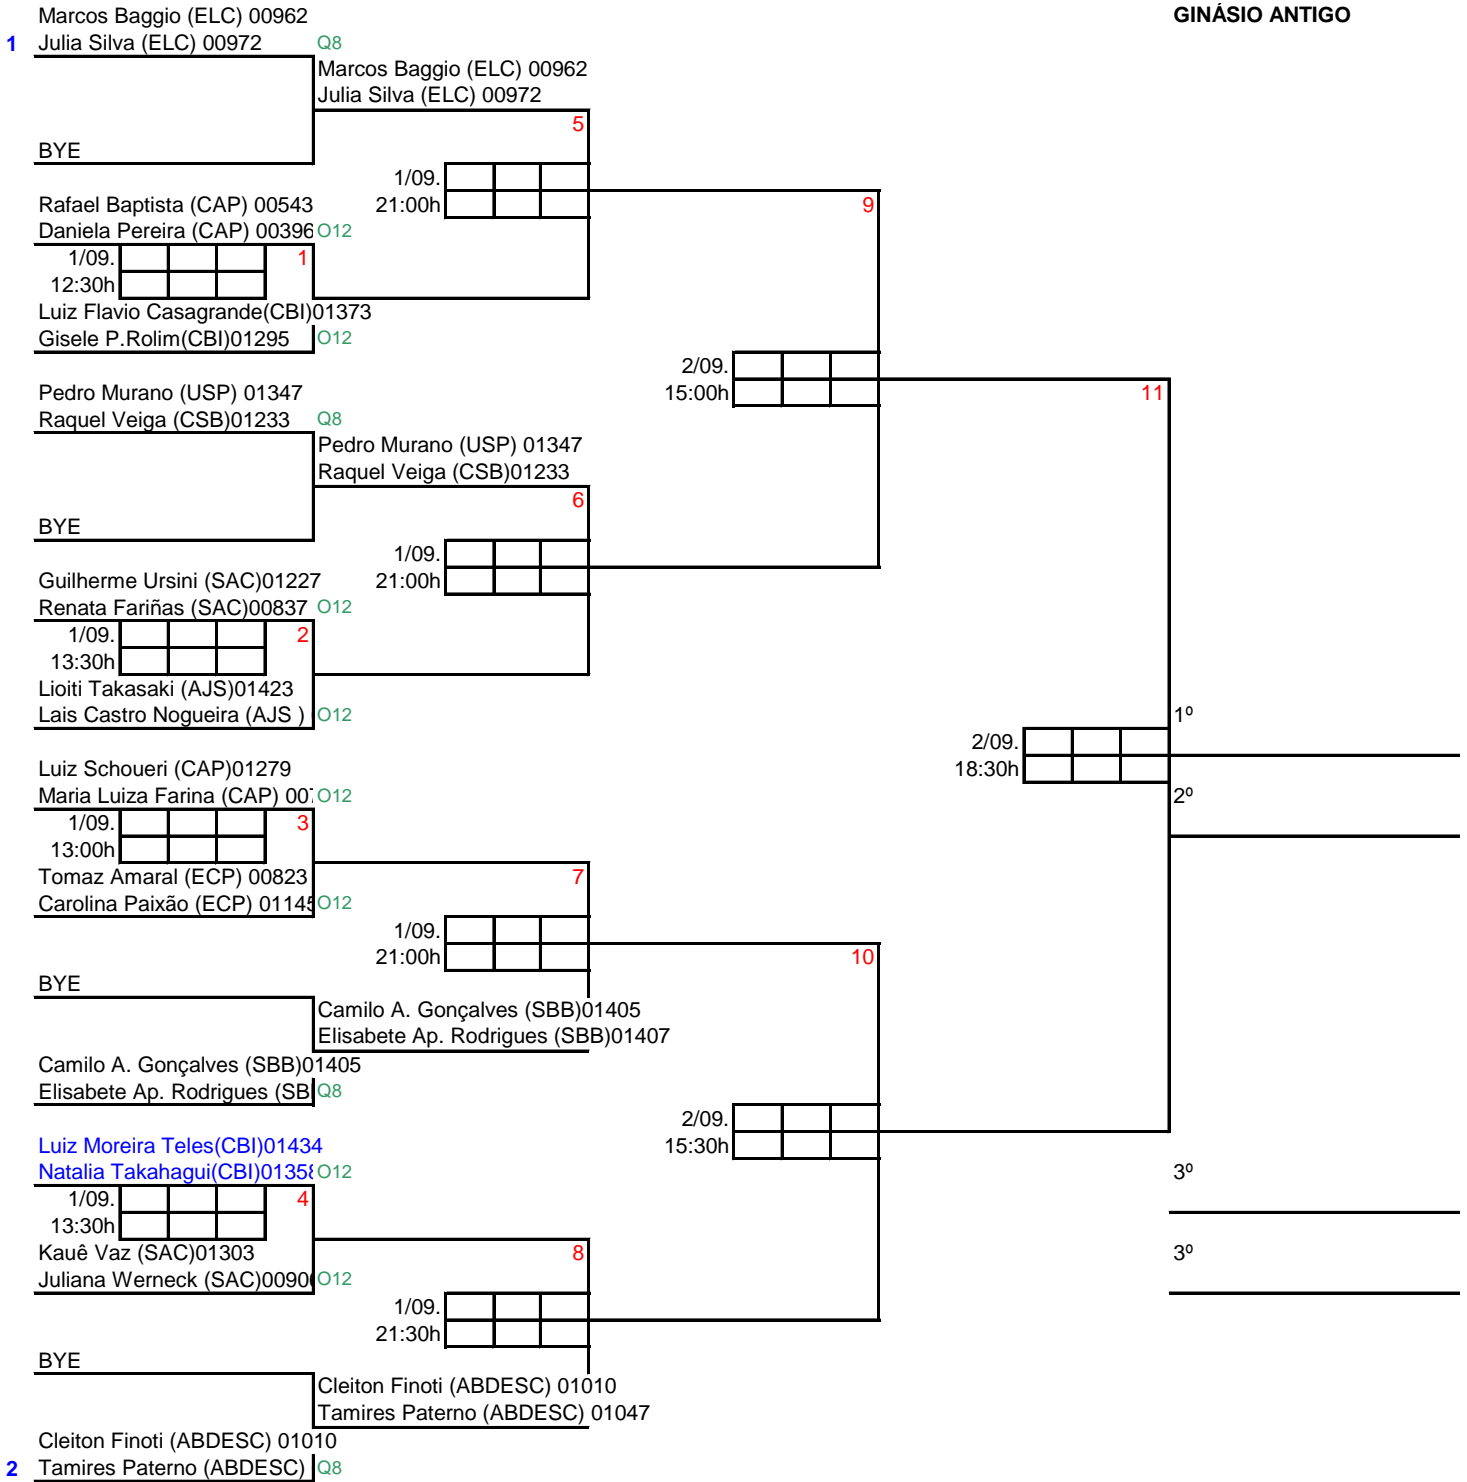 Marcos Baggio (ELC) 00962
GINÁSIO ANTIGO
1 Julia Silva (ELC) 00972 Q8
Marcos Baggio (ELC) 00962
Julia Silva (ELC) 00972
5
BYE
1/09.
21:00h
9
Rafael Baptista (CAP) 00543
Daniela Pereira (CAP) 00396 O12
1/09. 1
12:30h
Luiz Flavio Casagrande(CBI)01373
Gisele P.Rolim(CBI)01295 O12
2/09.
15:00h
11
Pedro Murano (USP) 01347
Raquel Veiga (CSB)01233 Q8
Pedro Murano (USP) 01347
Raquel Veiga (CSB)01233
6
BYE
1/09.
21:00h
Guilherme Ursini (SAC)01227
Renata Fariñas (SAC)00837 O12
1/09. 2
13:30h
Lioiti Takasaki (AJS)01423
Lais Castro Nogueira (AJS ) O12
1º
2/09.
18:30h
2º
Luiz Schoueri (CAP)01279
Maria Luiza Farina (CAP) O12
1/09. 3
13:00h
Tomaz Amaral (ECP) 00823
Carolina Paixão (ECP) 01145 O12
7
1/09.
21:00h
10
BYE
Camilo A. Gonçalves (SBB)01405
Elisabete Ap. Rodrigues (SBB)01407
Camilo A. Gonçalves (SBB)01405
Elisabete Ap. Rodrigues (SB Q8
2/09.
15:30h
Luiz Moreira Teles(CBI)01434
Natalia Takahagui(CBI)01358 O12
1/09. 4
13:30h
3º
Kauê Vaz (SAC)01303
Juliana Werneck (SAC)0090 O12
8
3º
1/09.
21:30h
BYE
Cleiton Finoti (ABDESC) 01010
Tamires Paterno (ABDESC) 01047
Cleiton Finoti (ABDESC) 01010
2 Tamires Paterno (ABDESC) Q8